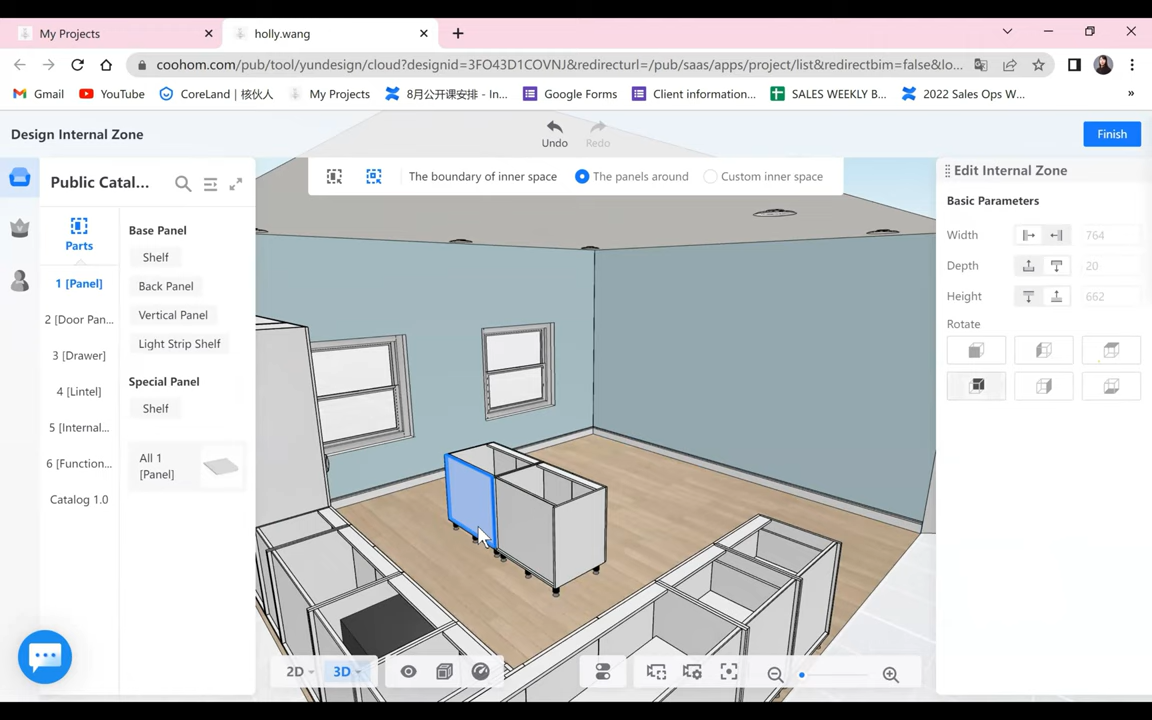 My Projects
holly.wang
coohom.com/pub/tool/yundesign/cloud?designid=3FO43D1COVNJ&redirecturl=/pub/saas/apps/project/list&redirectbim=false&lo...
Gmail YouTube CoreLand | 核伙人 My Projects 8月公开课安排 - In... Google Forms Client information... SALES WEEKLY B... 2022 Sales Ops W... »
Design Internal Zone
Undo
Redo
Finish
Public Catal...
The boundary of inner space
The panels around
Custom inner space
Parts
1 [Panel]
2 [Door Pan...
3 [Drawer]
4 [Lintel]
5 [Internal...
6 [Function...
Catalog 1.0
Base Panel
Shelf
Back Panel
Vertical Panel
Light Strip Shelf
Special Panel
Shelf
All 1
[Panel]
Edit Internal Zone
Basic Parameters
Width 764
Depth 20
Height 662
Rotate
2D
3D